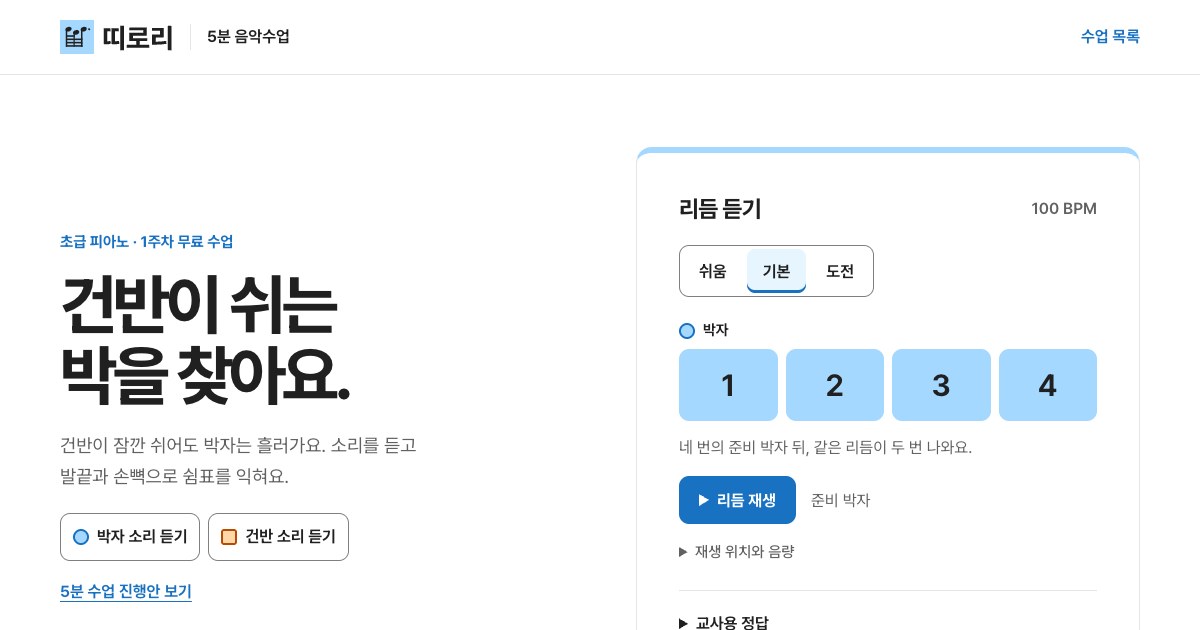 띠로리
5분 음악수업
수업 목록
초급 피아노 · 1주차 무료 수업
건반이 쉬는
박을 찾아요.
건반이 잠깐 쉬어도 박자는 흘러가요. 소리를 듣고
발끝과 손뼉으로 쉼표를 익혀요.
박자 소리 듣기
건반 소리 듣기
5분 수업 진행안 보기
리듬 듣기
100 BPM
쉬움
기본
도전
박자
1
2
3
4
네 번의 준비 박자 뒤, 같은 리듬이 두 번 나와요.
리듬 재생
준비 박자
재생 위치와 음량
교사용 정답